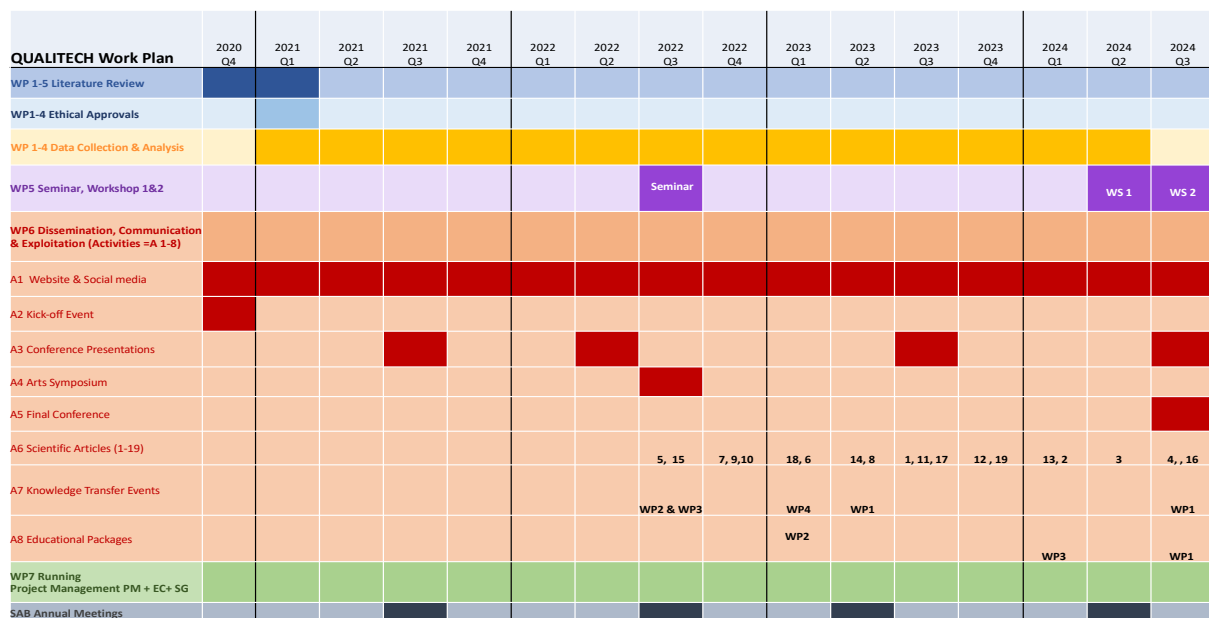 QUALITECH Work Plan 2020 Q4 2021 Q1 2021 Q2 2021 Q3 2021 Q4 2022 Q1 2022 Q2 2022 Q3 2022 Q4 2023 Q1 2023 Q2 2023 Q3 2023 Q4 2024 Q1 2024 Q2 2024 Q3
WP 1-5 Literature Review
WP1-4 Ethical Approvals
WP 1-4 Data Collection & Analysis
WP5 Seminar, Workshop 1&2 Seminar WS 1 WS 2
WP6 Dissemination, Communication
& Exploitation (Activities =A 1-8)
A1 Website & Social media
A2 Kick-off Event
A3 Conference Presentations
A4 Arts Symposium
A5 Final Conference
A6 Scientific Articles (1-19) 5, 15 7, 9,10 18, 6 14, 8 1, 11, 17 12 , 19 13, 2 3 4, , 16
A7 Knowledge Transfer Events WP2 & WP3 WP4 WP1 WP1
A8 Educational Packages WP2 WP3 WP1
WP7 Running
Project Management PM + EC+ SG
SAB Annual Meetings